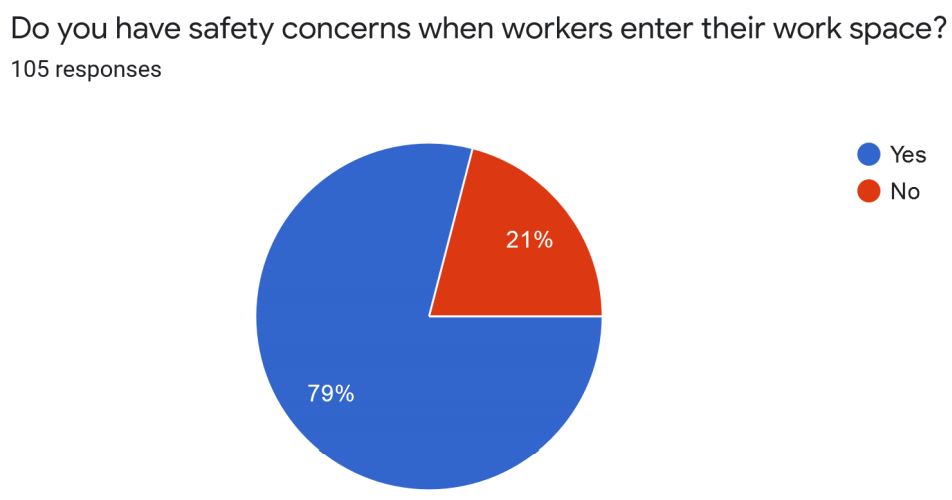 Do you have safety concerns when workers enter their work space?
105 responses
Yes
No
21%
79%